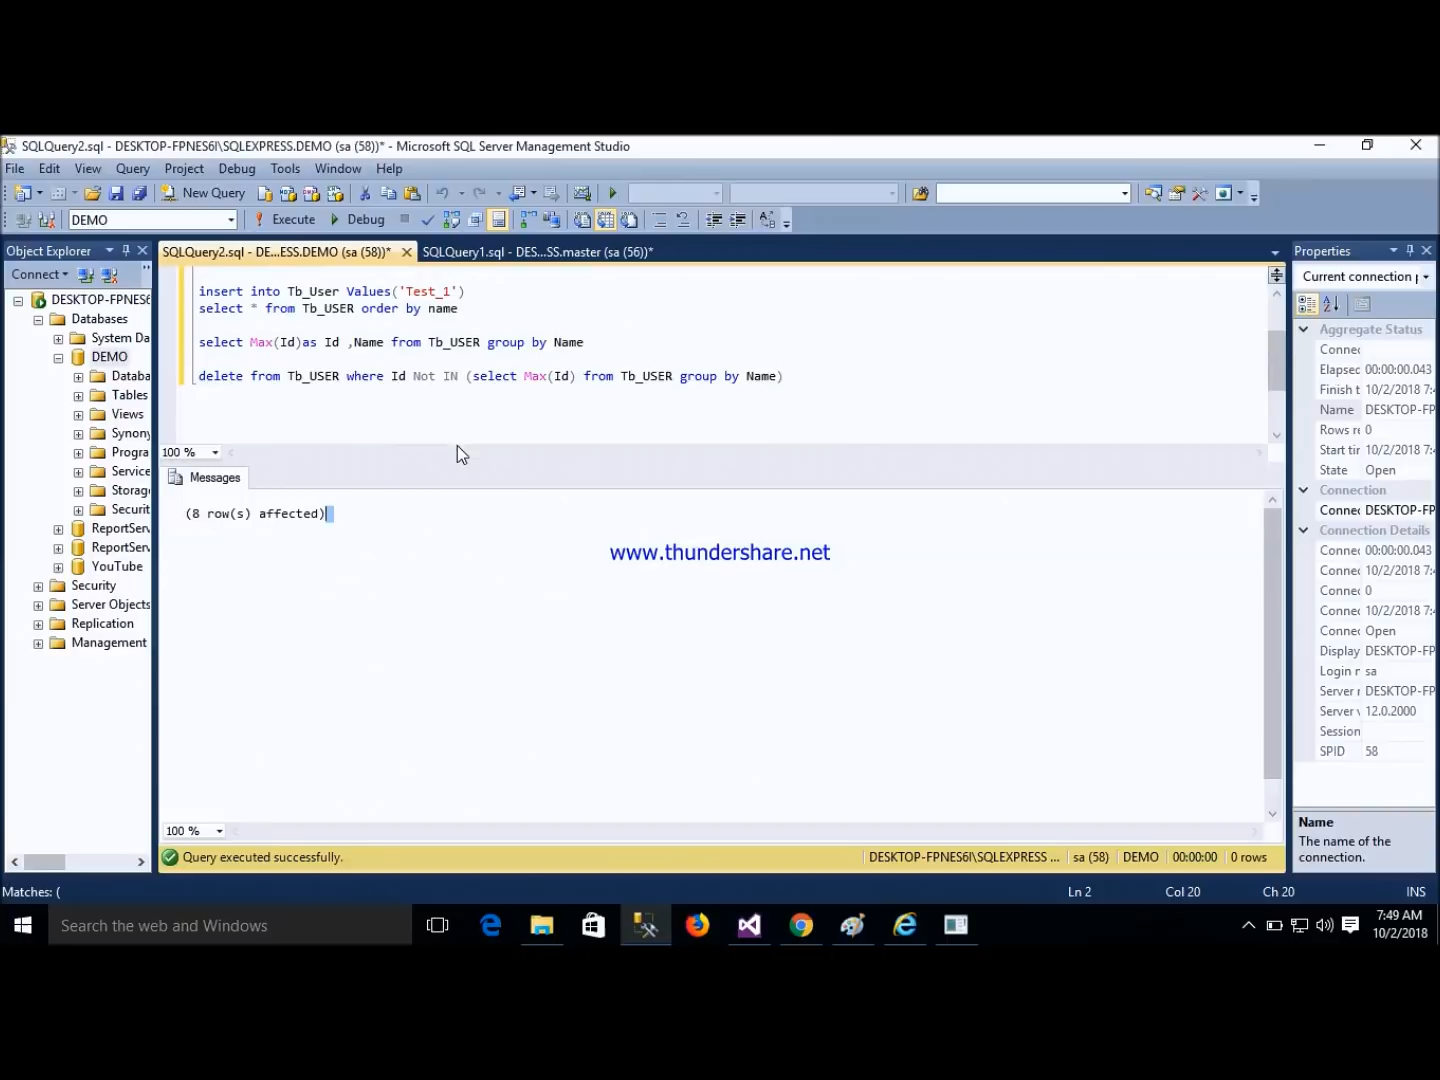 SQLQuery2.sql - DESKTOP-FPNES6I\SQLEXPRESS.DEMO (sa (58))* - Microsoft SQL Server Management Studio
File Edit View Query Project Debug Tools Window Help
New Query
DEMO Execute Debug
Object Explorer
SQLQuery2.sql - DE...ESS.DEMO (sa (58))* SQLQuery1.sql - DES...SS.master (sa (56))*
Properties
Connect
Current connection p
DESKTOP-FPNES6
Databases
System Da
DEMO
Databa
Tables
Views
Synony
Progra
Service
Storag
Securit
ReportServ
ReportServ
YouTube
Security
Server Objects
Replication
Management
insert into Tb_User Values('Test_1')
select * from Tb_USER order by name
select Max(Id)as Id ,Name from Tb_USER group by Name
delete from Tb_USER where Id Not IN (select Max(Id) from Tb_USER group by Name)
100 %
Messages
(8 row(s) affected)
www.thundershare.net
100 %
Query executed successfully. DESKTOP-FPNES6I\SQLEXPRESS ... sa (58) DEMO 00:00:00 0 rows
Aggregate Status
Connec
Elapsed 00:00:00.043
Finish t 10/2/2018 7:4
Name DESKTOP-FP
Rows re 0
Start tir 10/2/2018 7:4
State Open
Connection
Connec DESKTOP-FP
Connection Details
Connec 00:00:00.043
Connec 10/2/2018 7:4
Connec 0
Connec 10/2/2018 7:4
Connec Open
Display DESKTOP-FP
Login n sa
Server r DESKTOP-FP
Server v 12.0.2000
Session
SPID 58
Name
The name of the
connection.
Matches: ( Ln 2 Col 20 Ch 20 INS
Search the web and Windows
7:49 AM
10/2/2018